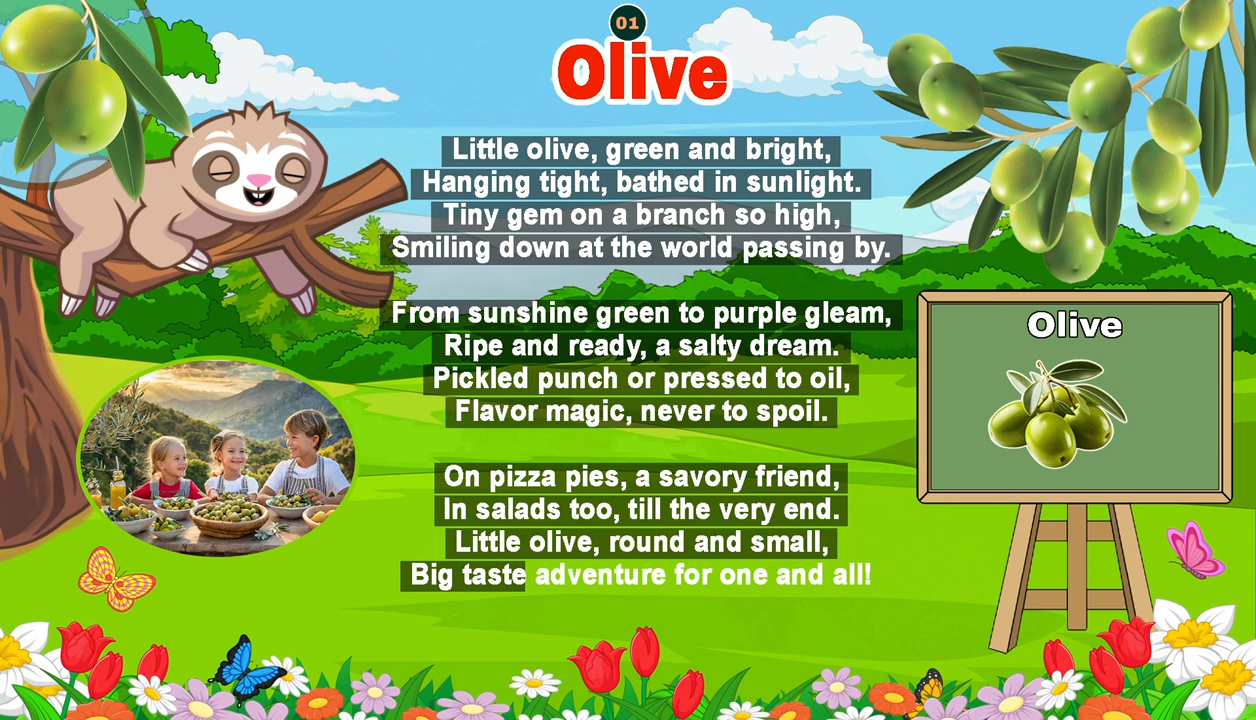 01
Olive
Little olive, green and bright,
Hanging tight, bathed in sunlight.
Tiny gem on a branch so high,
Smiling down at the world passing by.
From sunshine green to purple gleam,
Ripe and ready, a salty dream.
Pickled punch or pressed to oil,
Flavor magic, never to spoil.
On pizza pies, a savory friend,
In salads too, till the very end.
Little olive, round and small,
Big taste adventure for one and all!
Olive